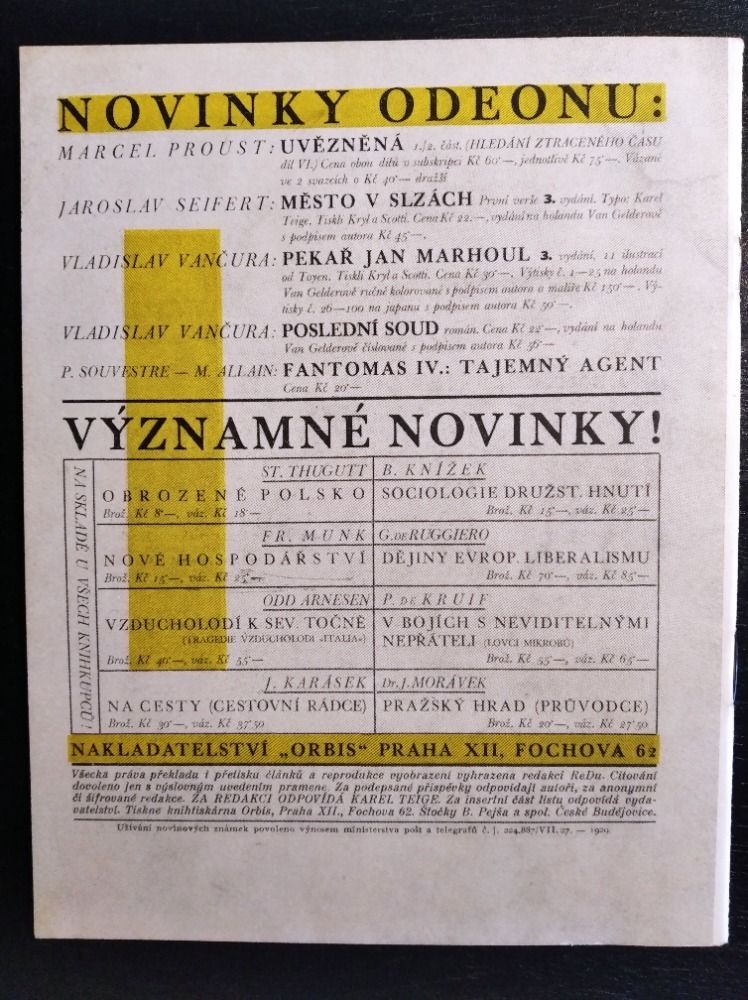 NOVINKY ODEONU:
MARCEL PROUST: UVĚZNĚNÁ 1./2. část. (HLEDÁNÍ ZTRACENÉHO ČASU
díl VI.) Cena obou dílů v subskripci Kč 60·—, jednotlivě Kč 75·—. Vázané
ve 2 svazcích o Kč 40·— dražší
JAROSLAV SEIFERT: MĚSTO V SLZÁCH První verše 3. vydání. Typo: Karel
Teige. Tiskli Kryl a Scotti. Cena Kč 22.—, vydání na holandu Van Gelderově
s podpisem autora Kč 45·—.
VLADISLAV VANČURA: PEKAŘ JAN MARHOUL 3. vydání, 11 ilustrací
od Toyen. Tiskli Kryl a Scotti. Cena Kč 30·—. Výtisky č. 1—25 na holandu
Van Gelderově ručně kolorované s podpisem autora a malíře Kč 150·—. Vý-
tisky č. 26—100 na japanu s podpisem autora Kč 50·—.
VLADISLAV VANČURA: POSLEDNÍ SOUD román. Cena Kč 22·—, vydání na holandu
Van Gelderově číslované s podpisem autora Kč 56·—
P. SOUVESTRE — M. ALLAIN: FANTOMAS IV.: TAJEMNÝ AGENT
Cena Kč 20·—
VÝZNAMNÉ NOVINKY!
NA SKLADĚ U VŠECH KNIHKUPCŮ!
ST. THUGUTT
OBROZENÉ POLSKO
Brož. Kč 8·—, váz. Kč 18·—
B. KNÍŽEK
SOCIOLOGIE DRUŽST. HNUTÍ
Brož. Kč 15·—, váz. Kč 25·—
FR. MUNK
NOVÉ HOSPODÁŘSTVÍ
Brož. Kč 15·—, váz. Kč 25·—
G. DE RUGGIERO
DĚJINY EVROP. LIBERALISMU
Brož. Kč 70·—, váz. Kč 85·—
ODD ARNESEN
VZDUCHOLODÍ K SEV. TOČNĚ
(TRAGEDIE VZDUCHOLODI «ITALIA»)
Brož. Kč 40·—, váz. Kč 55·—
P. DE KRUIF
V BOJÍCH S NEVIDITELNÝMI
NEPŘÁTELI (LOVCI MIKROBŮ)
Brož. Kč 55·—, váz. Kč 65·—
J. KARÁSEK
NA CESTY (CESTOVNÍ RÁDCE)
Brož. Kč 30·—, váz. Kč 37·50
Dr. J. MORÁVEK
PRAŽSKÝ HRAD (PRŮVODCE)
Brož. Kč 20·—, váz. Kč 27·50
NAKLADATELSTVÍ „ORBIS“ PRAHA XII, FOCHOVA 62
Všecka práva překladu i přetisku článků a reprodukce vyobrazení vyhrazena redakcí ReDu. Citování
dovoleno jen s výslovným uvedením pramene. Za podepsané příspěvky odpovídají autoři, za anonymní
či šifrované redakce. ZA REDAKCI ODPOVÍDÁ KAREL TEIGE. Za insertní část listu odpovídá vyda-
vatelství. Tiskne knihtiskárna Orbis, Praha XII., Fochova 62. Štočky B. Pejša a spol. České Budějovice.
Užívání novinových známek povoleno výnosem ministerstva pošt a telegrafů č. j. 224.887/VII. 27. — 1929.